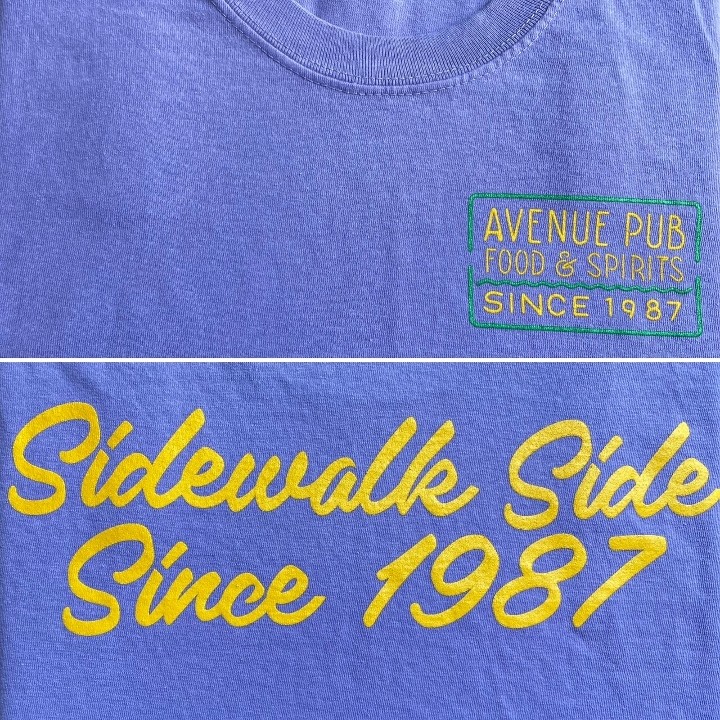 AVENUE PUB
FOOD & SPIRITS
SINCE 1987
Sidewalk Side
Since 1987